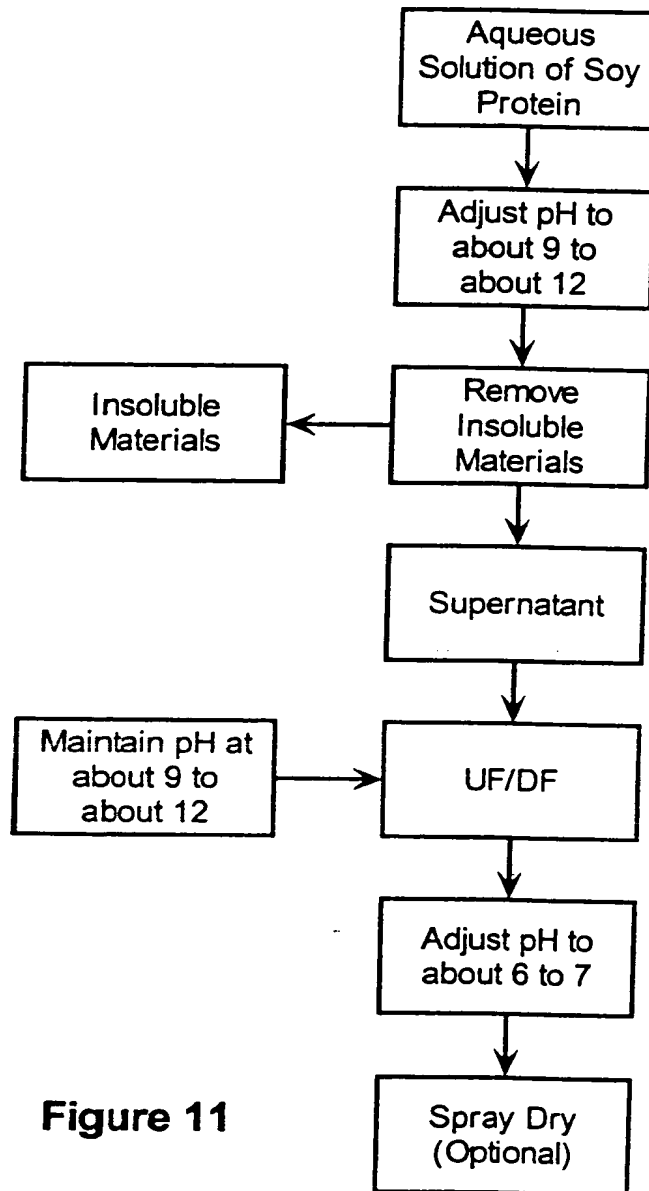 Aqueous
Solution of Soy
Protein
Adjust pH to
about 9 to
about 12
Insoluble
Materials
Remove
Insoluble
Materials
Supernatant
Maintain pH at
about 9 to
about 12
UF/DF
Adjust pH to
about 6 to 7
Figure 11
Spray Dry
(Optional)